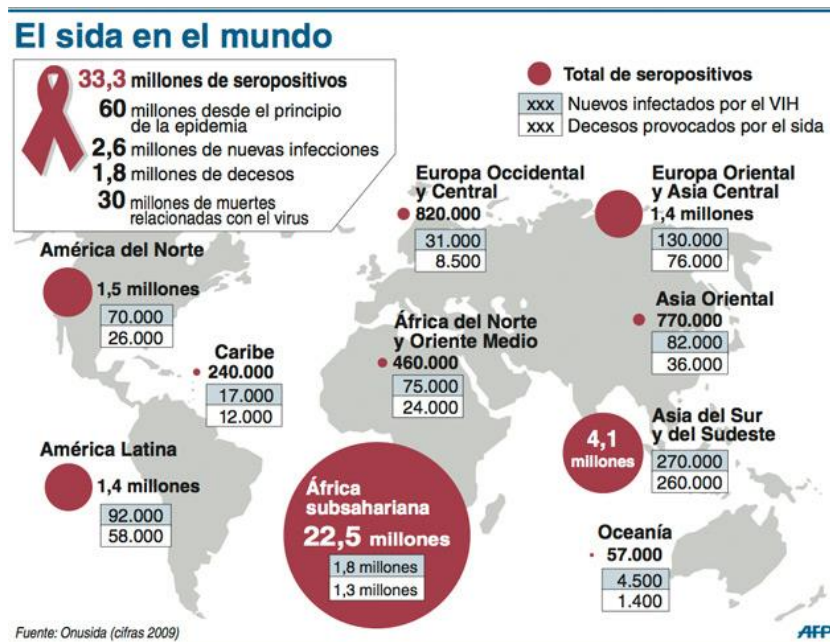 El sida en el mundo
33,3 millones de seropositivos
60 millones desde el principio
de la epidemia
2,6 millones de nuevas infecciones
1,8 millones de decesos
30 millones de muertes
relacionadas con el virus
Total de seropositivos
xxx Nuevos infectados por el VIH
xxx Decesos provocados por el sida
Europa Occidental
y Central
820.000
31.000
8.500
Europa Oriental
y Asia Central
1,4 millones
130.000
76.000
América del Norte
1,5 millones
70.000
26.000
Caribe
240.000
17.000
12.000
África del Norte
y Oriente Medio
460.000
75.000
24.000
Asia Oriental
770.000
82.000
36.000
América Latina
1,4 millones
92.000
58.000
África
subsahariana
22,5 millones
1,8 millones
1,3 millones
4,1
millones
Asia del Sur
y del Sudeste
270.000
260.000
Oceanía
57.000
4.500
1.400
Fuente: Onusida (cifras 2009)
AFP